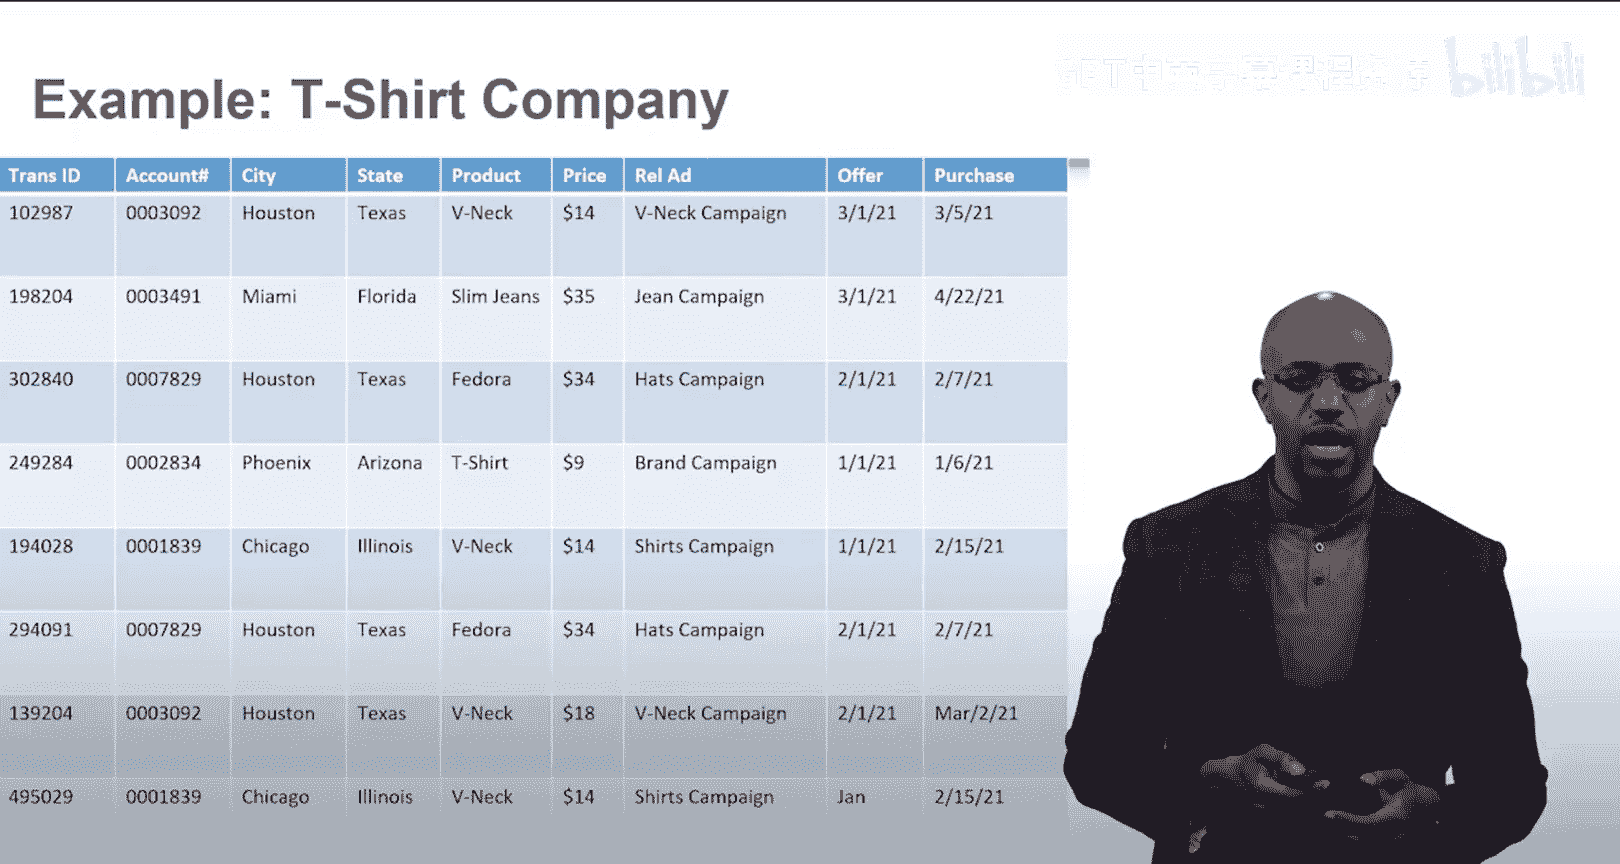 Example: T-Shirt Company
bilibili
Trans ID Account# City State Product Price Rel Ad Offer Purchase
102987 0003092 Houston Texas V-Neck $14 V-Neck Campaign 3/1/21 3/5/21
198204 0003491 Miami Florida Slim Jeans $35 Jean Campaign 3/1/21 4/22/21
302840 0007829 Houston Texas Fedora $34 Hats Campaign 2/1/21 2/7/21
249284 0002834 Phoenix Arizona T-Shirt $9 Brand Campaign 1/1/21 1/6/21
194028 0001839 Chicago Illinois V-Neck $14 Shirts Campaign 1/1/21 2/15/21
294091 0007829 Houston Texas Fedora $34 Hats Campaign 2/1/21 2/7/21
139204 0003092 Houston Texas V-Neck $18 V-Neck Campaign 2/1/21 Mar/2/21
495029 0001839 Chicago Illinois V-Neck $14 Shirts Campaign Jan 2/15/21